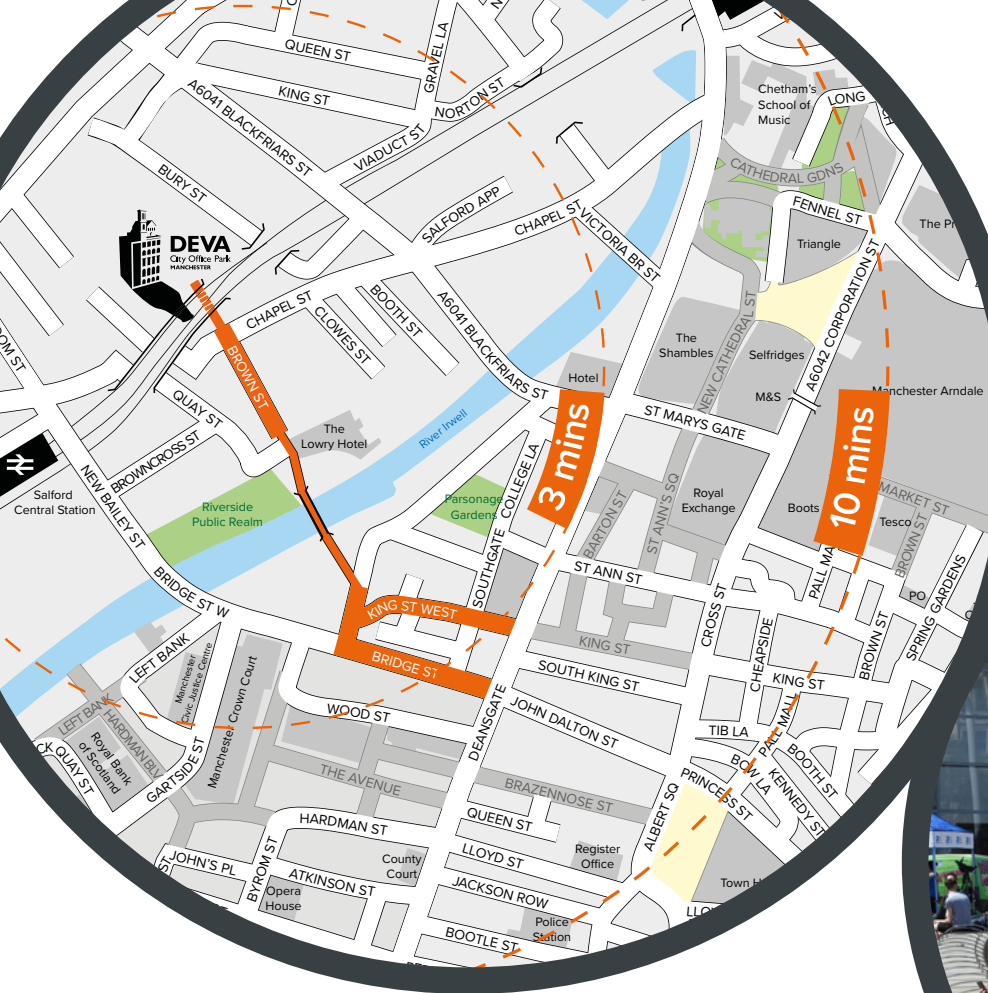 QUEEN ST
GRAVEL LA
KING ST
NORTON ST
A6041 BLACKFRIARS ST
VIADUCT ST
Chetham's
School of
Music
LONG
CATHEDRAL GDNS
BURY ST
SALFORD APP
CHAPEL ST
VICTORIA BR ST
FENNEL ST
Triangle
The
DEVA
City Office Park
MANCHESTER
CHAPEL ST
CLOWES ST
BOOTH ST
A6041 BLACKFRIARS ST
The
Shambles
NEW CATHEDRAL ST
Selfridges
M&S
A6042 CORPORATION ST
Manchester Arndale
OM ST
BROWN ST
Hotel
ST MARYS GATE
3 mins
10 mins
QUAY ST
The
Lowry Hotel
River Irwell
BROWNCROSS ST
NEW BAILEY ST
Salford
Central Station
Riverside
Public Realm
Parsonage
Gardens
COLLEGE LA
SOUTHGATE
BARTON ST
ST ANN'S SQ
Royal
Exchange
Boots
MARKET ST
Tesco
BROWN ST
ST ANN ST
CROSS ST
PALL MA
PO
SPRING GARDENS
BRIDGE ST W
KING ST WEST
BRIDGE ST
KING ST
SOUTH KING ST
CHEAPSIDE
KING ST
BROWN ST
LEFT BANK
Manchester
Civic Justice Centre
Manchester Crown Court
WOOD ST
DEANSGATE
JOHN DALTON ST
TIB LA
PALL MALL
BOW LA
BOOTH ST
KENNEDY ST
PRINCESS ST
LEFT BANK
HARDMAN BLV
Royal Bank
of Scotland
CK
QUAY ST
GARTSIDE ST
THE AVENUE
BRAZENNOSE ST
ALBERT SQ
HARDMAN ST
QUEEN ST
LLOYD ST
Register
Office
JOHN'S PL
ST
BYROM ST
County
Court
ATKINSON ST
Opera
House
JACKSON ROW
Town H
LLO
Police
Station
BOOTLE ST